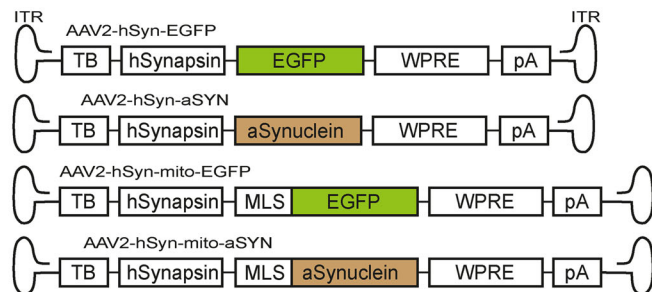 ITR ITR
AAV2-hSyn-EGFP
TB hSynapsin EGFP WPRE pA
AAV2-hSyn-aSYN
TB hSynapsin aSynuclein WPRE pA
AAV2-hSyn-mito-EGFP
TB hSynapsin MLS EGFP WPRE pA
AAV2-hSyn-mito-aSYN
TB hSynapsin MLS aSynuclein WPRE pA